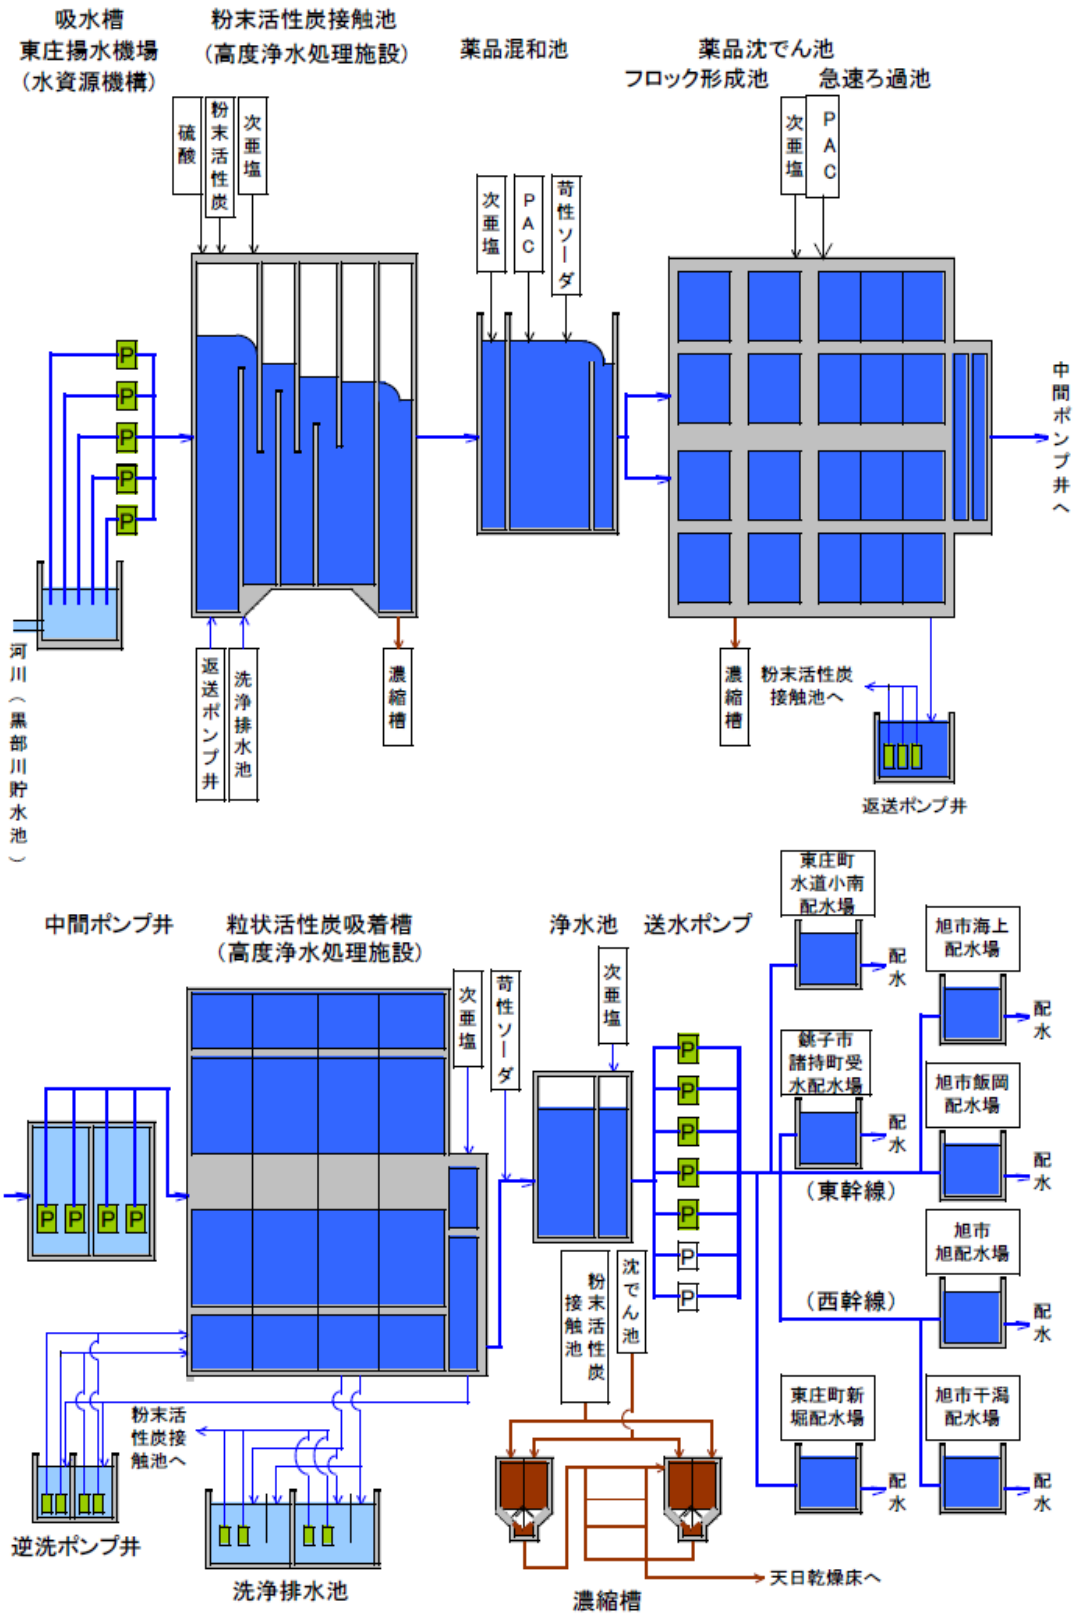 吸水槽
東庄揚水機場
（水資源機構）
粉末活性炭接触池
（高度浄水処理施設）
薬品混和池
薬品沈でん池
フロック形成池
急速ろ過池
硫酸
粉末活性炭
次亜塩
次亜塩
PAC
苛性ソーダ
次亜塩
PAC
P
P
P
P
P
中間ポンプ井へ
河川（黒部川貯水池）
返送ポンプ井
洗浄排水池
濃縮槽
濃縮槽
粉末活性炭
接触池へ
返送ポンプ井
中間ポンプ井
粒状活性炭吸着槽
（高度浄水処理施設）
浄水池
送水ポンプ
次亜塩
苛性ソーダ
次亜塩
P
P
P
P
P
P
P
P
P
P
P
東庄町
水道小南
配水場
配水
旭市海上
配水場
配水
銚子市
諸持町受
水配水場
配水
旭市飯岡
配水場
配水
（東幹線）
旭市
旭配水場
配水
（西幹線）
東庄町新
堀配水場
配水
旭市干潟
配水場
配水
粉末活性炭
接触池
沈でん池
粉末活
性炭接
触池へ
逆洗ポンプ井
洗浄排水池
濃縮槽
天日乾燥床へ